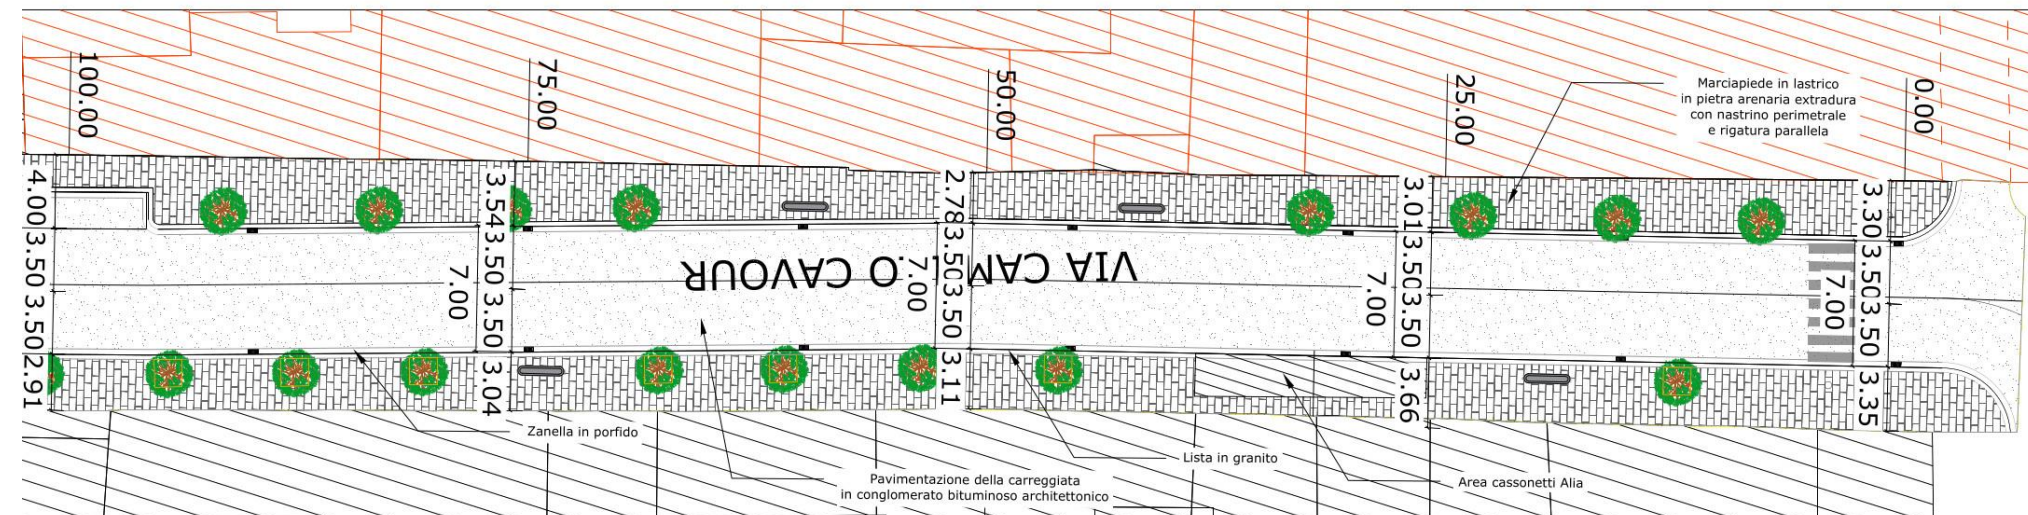 100.00
75.00
50.00
25.00
0.00
Marciapiede in lastrico
in pietra arenaria extradura
con nastrino perimetrale
e rigatura parallela
4.00
3.50
3.50
2.91
3.54
3.50
3.50
3.04
7.00
2.78
3.50
3.50
3.11
7.00
3.01
3.50
3.50
3.66
7.00
3.30
3.50
3.50
3.35
7.00
VIA CAM
.O CAVOUR
Zanella in porfido
Pavimentazione della carreggiata
in conglomerato bituminoso architettonico
Lista in granito
Area cassonetti Alia